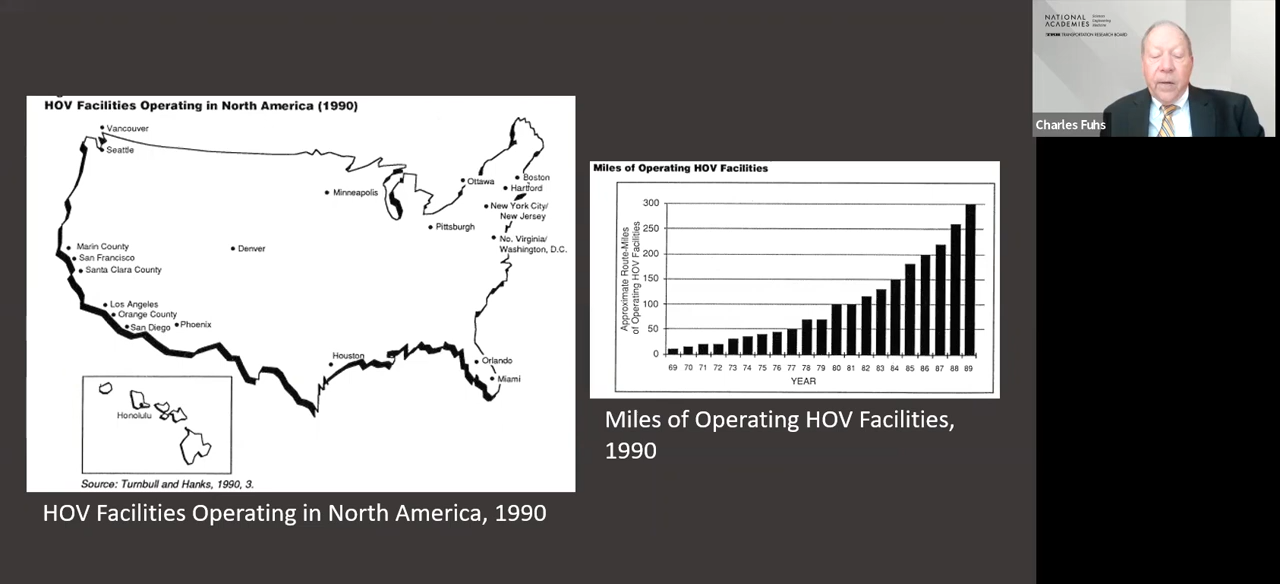 HOV Facilities Operating in North America (1990)
Vancouver
Seattle
Minneapolis
Ottawa
Boston
Hartford
New York City/
New Jersey
Pittsburgh
No. Virginia/
Washington, D.C.
Denver
Marin County
San Francisco
Santa Clara County
Los Angeles
Orange County
San Diego
Phoenix
Houston
Orlando
Miami
Honolulu
Source: Turnbull and Hanks, 1990, 3.
HOV Facilities Operating in North America, 1990
Miles of Operating HOV Facilities
Approximate Route-Miles
of Operating HOV Facilities
300
250
200
150
100
50
0
69 70 71 72 73 74 75 76 77 78 79 80 81 82 83 84 85 86 87 88 89
YEAR
Miles of Operating HOV Facilities,
1990
NATIONAL
ACADEMIES
Sciences
Engineering
Medicine
TRANSPORTATION RESEARCH BOARD
Charles Fuhs